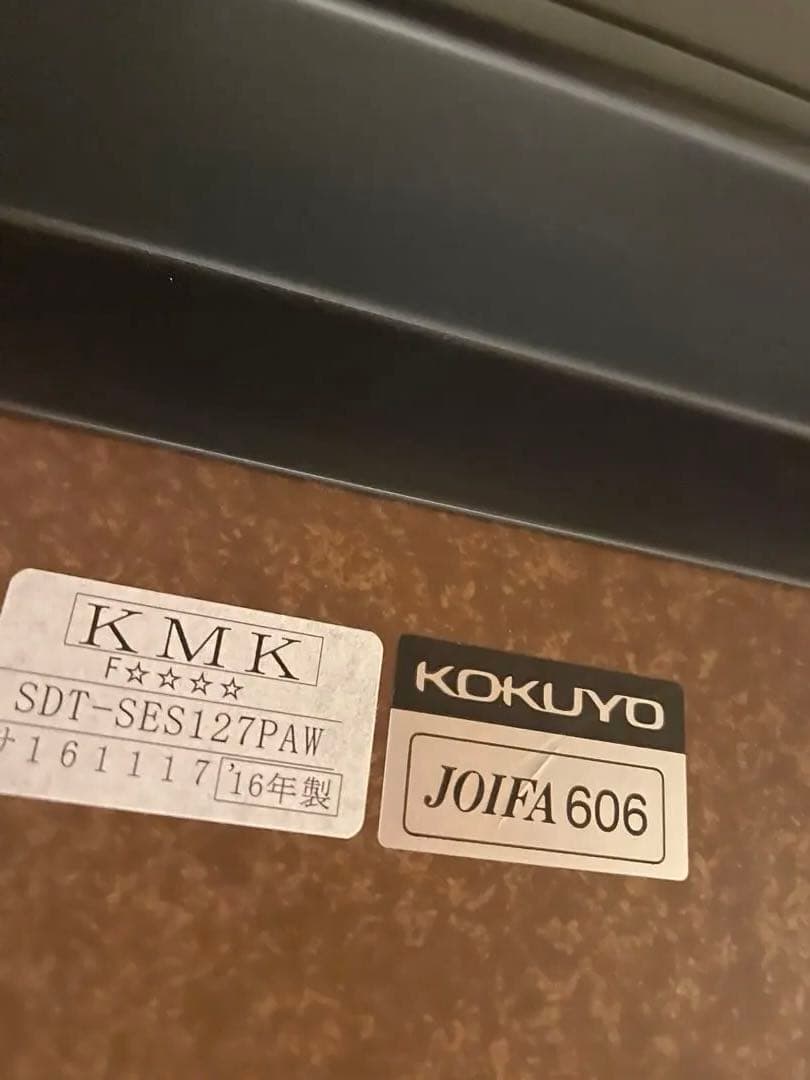 KMK
F☆☆☆☆
SDT-SES127PAW
161117 '16年製
KOKUYO
JOIFA 606